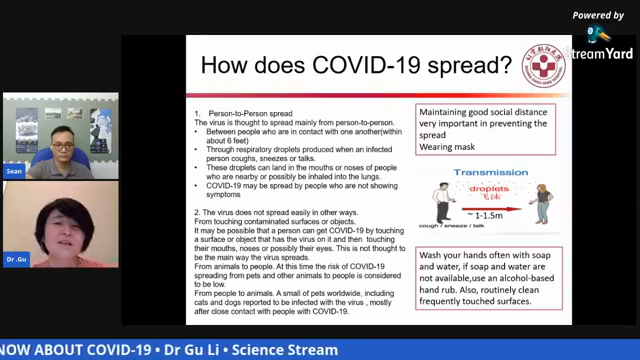 Powered by
StreamYard
How does COVID-19 spread?
1. Person-to-Person spread
The virus is thought to spread mainly from person-to-person.
• Between people who are in contact with one another(within
about 6 feet)
• Through respiratory droplets produced when an infected
person coughs, sneezes or talks.
• These droplets can land in the mouths or noses of people
who are nearby or possibly be inhaled into the lungs.
• COVID-19 may be spread by people who are not showing
symptoms
2. The virus does not spread easily in other ways.
From touching contaminated surfaces or objects.
It may be possible that a person can get COVID-19 by touching
a surface or object that has the virus on it and then touching
their mouths, noses or possibly their eyes. This is not thought to
be the main way the virus spreads.
From animals to people. At this time the risk of COVID-19
spreading from pets and other animals to people is considered
to be low.
From people to animals. A small of pets worldwide, including
cats and dogs reported to be infected with the virus , mostly
after close contact with people with COVID-19.
Maintaining good social distance
very important in preventing the
spread
Wearing mask
Transmission
droplets
飞沫
~ 1-1.5m
cough / sneeze / talk
Wash your hands often with soap
and water, if soap and water are
not available,use an alcohol-based
hand rub. Also, routinely clean
frequently touched surfaces.
Sean
Dr .Gu
NOW ABOUT COVID-19 • Dr Gu Li • Science Stream